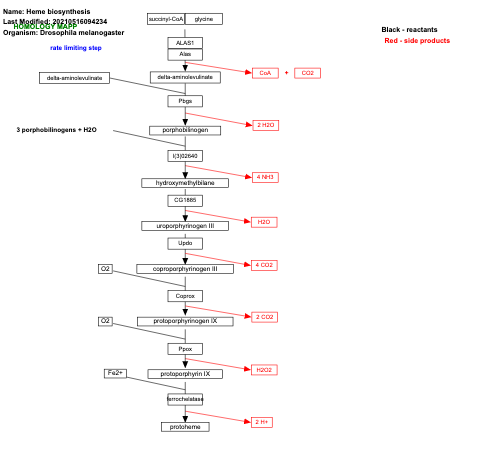 Name: Heme biosynthesis
Last Modified: 20210516094234
HOMOLOGY MAPP
Organism: Drosophila melanogaster
rate limiting step
Black - reactants
Red - side products
succinyl-CoA glycine
ALAS1
Alas
CoA + CO2
delta-aminolevulinate delta-aminolevulinate
Pbgs
2 H2O
3 porphobilinogens + H2O porphobilinogen
l(3)02640
4 NH3
hydroxymethylbilane
CG1885
H2O
uroporphyrinogen III
Updo
4 CO2
O2 coproporphyrinogen III
Coprox
2 CO2
O2 protoporphyrinogen IX
Ppox
H2O2
Fe2+ protoporphyrin IX
ferrochelatase
2 H+
protoheme